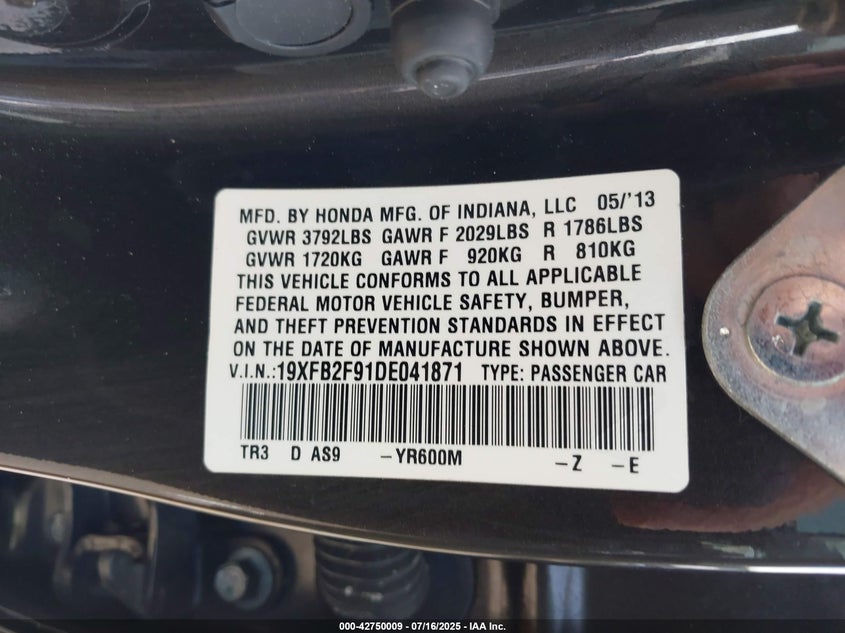 MFD. BY HONDA MFG. OF INDIANA, LLC 05/'13
GVWR 3792LBS GAWR F 2029LBS R 1786LBS
GVWR 1720KG GAWR F 920KG R 810KG
THIS VEHICLE CONFORMS TO ALL APPLICABLE
FEDERAL MOTOR VEHICLE SAFETY, BUMPER,
AND THEFT PREVENTION STANDARDS IN EFFECT
ON THE DATE OF MANUFACTURE SHOWN ABOVE.
V.I.N.:19XFB2F91DE041871 TYPE: PASSENGER CAR
TR3 D AS9 -YR600M -Z -E
000-42750009 - 07/16/2025 - IAA Inc.